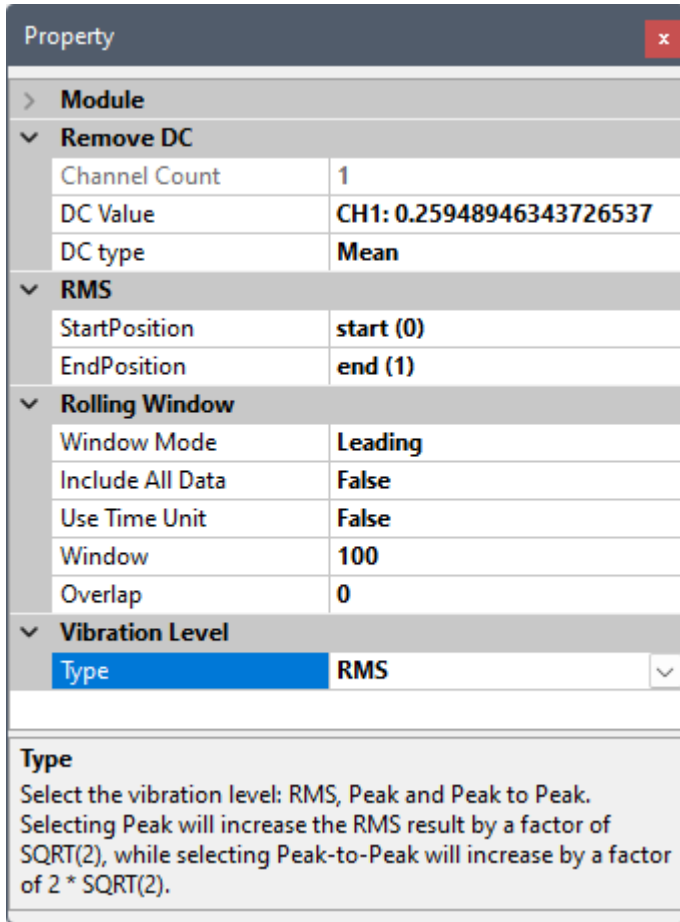 Property
x
Module
Remove DC
Channel Count 1
DC Value CH1: 0.25948946343726537
DC type Mean
RMS
StartPosition start (0)
EndPosition end (1)
Rolling Window
Window Mode Leading
Include All Data False
Use Time Unit False
Window 100
Overlap 0
Vibration Level
Type RMS
Type
Select the vibration level: RMS, Peak and Peak to Peak.
Selecting Peak will increase the RMS result by a factor of
SQRT(2), while selecting Peak-to-Peak will increase by a factor
of 2 * SQRT(2).